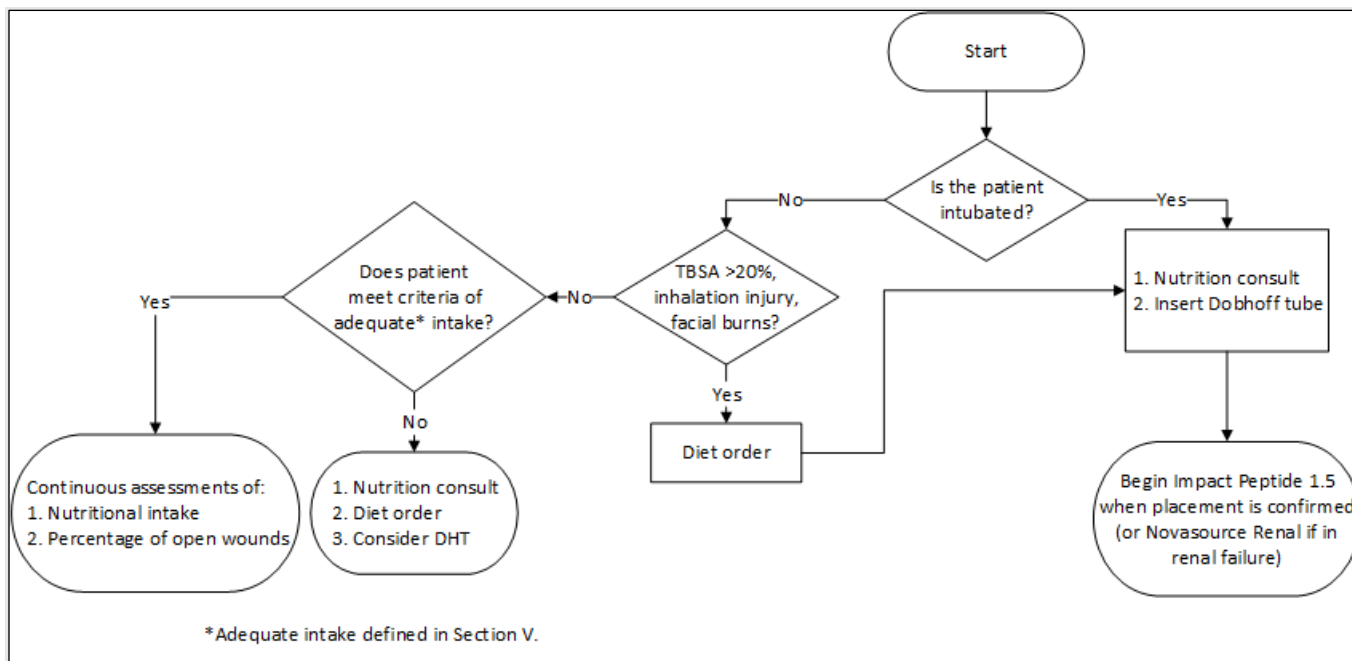 Start
Is the patient
intubated?
No
Yes
TBSA >20%,
inhalation injury,
facial burns?
1. Nutrition consult
2. Insert Dobhoff tube
Does patient
meet criteria of
adequate* intake?
Yes
No
Yes
No
Diet order
Continuous assessments of:
1. Nutritional intake
2. Percentage of open wounds
1. Nutrition consult
2. Diet order
3. Consider DHT
Begin Impact Peptide 1.5
when placement is confirmed
(or Novasource Renal if in
renal failure)
*Adequate intake defined in Section V.